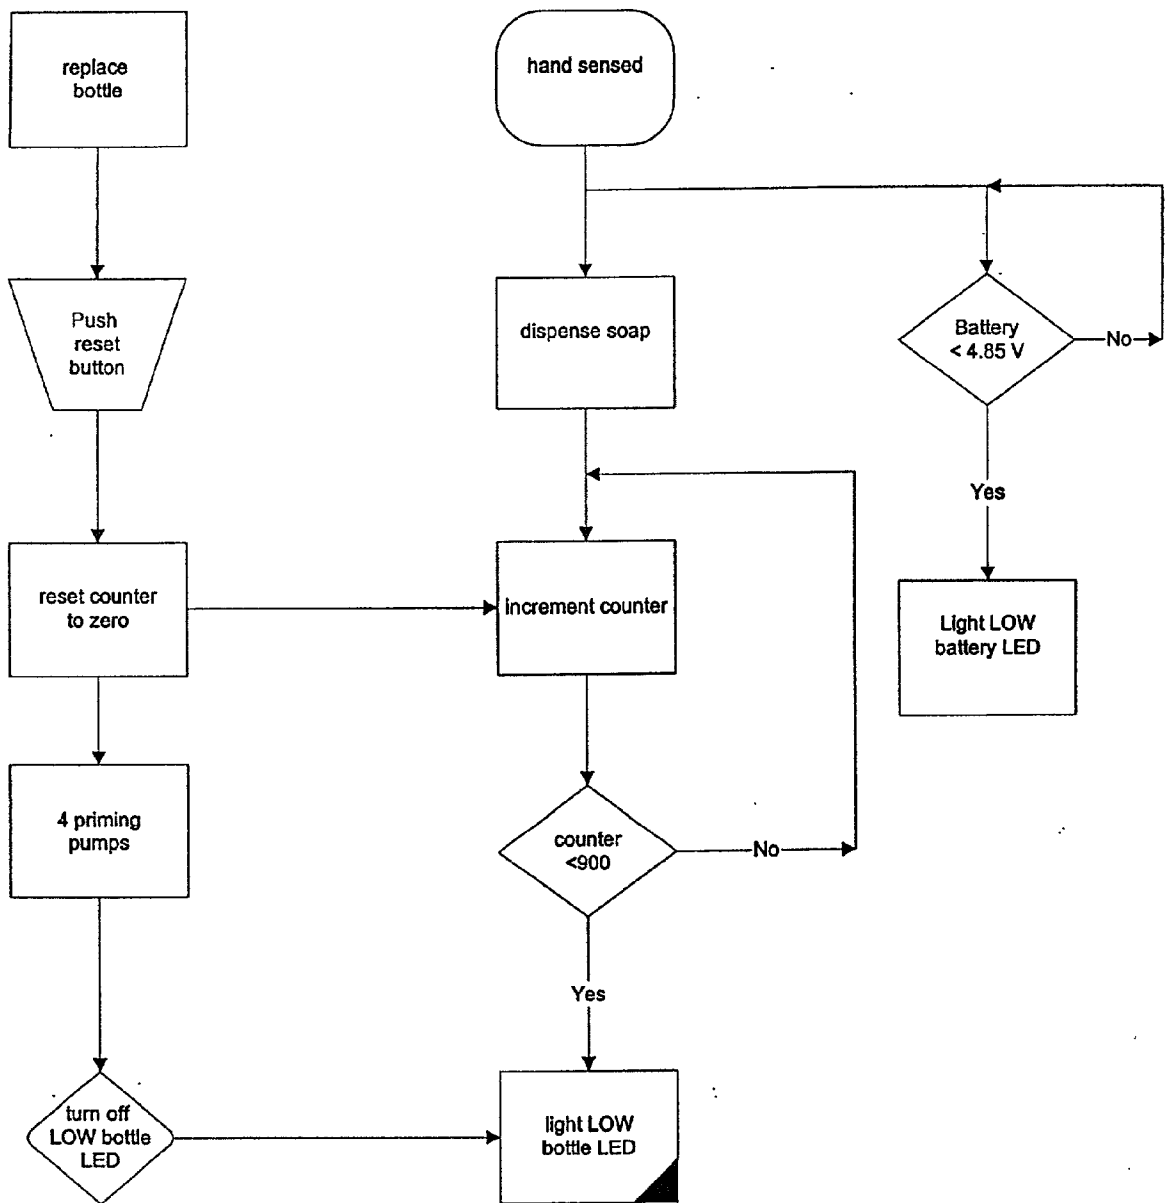 replace
bottle
hand sensed
Push
reset
button
dispense soap
Battery
< 4.85 V
No
Yes
reset counter
to zero
increment counter
Light LOW
battery LED
4 priming
pumps
counter
<900
No
Yes
turn off
LOW bottle
LED
light LOW
bottle LED